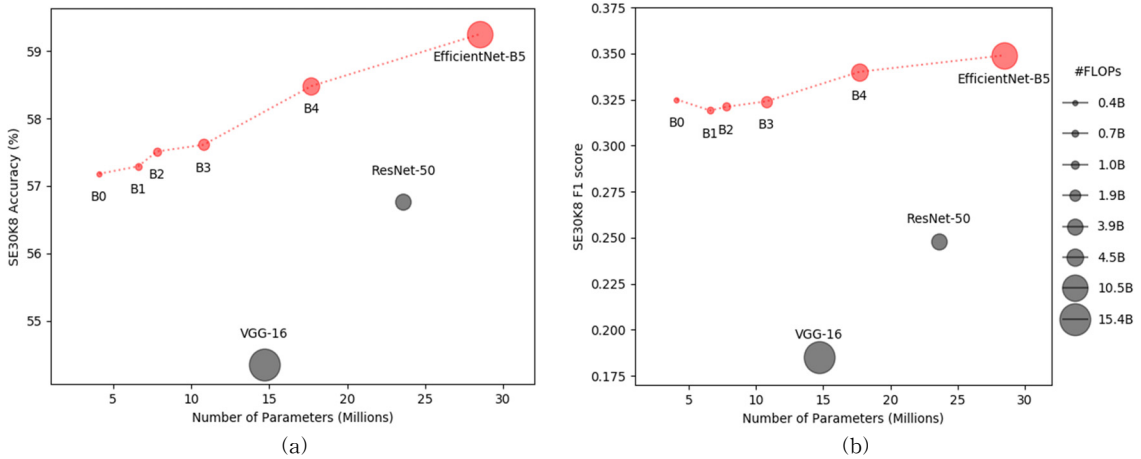 59
58
57
56
55
SE30K8 Accuracy (%)
EfficientNet-B5
B4
B3
B2
B1
B0
ResNet-50
VGG-16
5
10
15
20
25
30
Number of Parameters (Millions)
(a)
0.375
0.350
0.325
0.300
0.275
0.250
0.225
0.200
0.175
SE30K8 F1 score
EfficientNet-B5
B4
B0
B1
B2
B3
ResNet-50
VGG-16
5
10
15
20
25
30
Number of Parameters (Millions)
(b)
#FLOPs
0.4B
0.7B
1.0B
1.9B
3.9B
4.5B
10.5B
15.4B